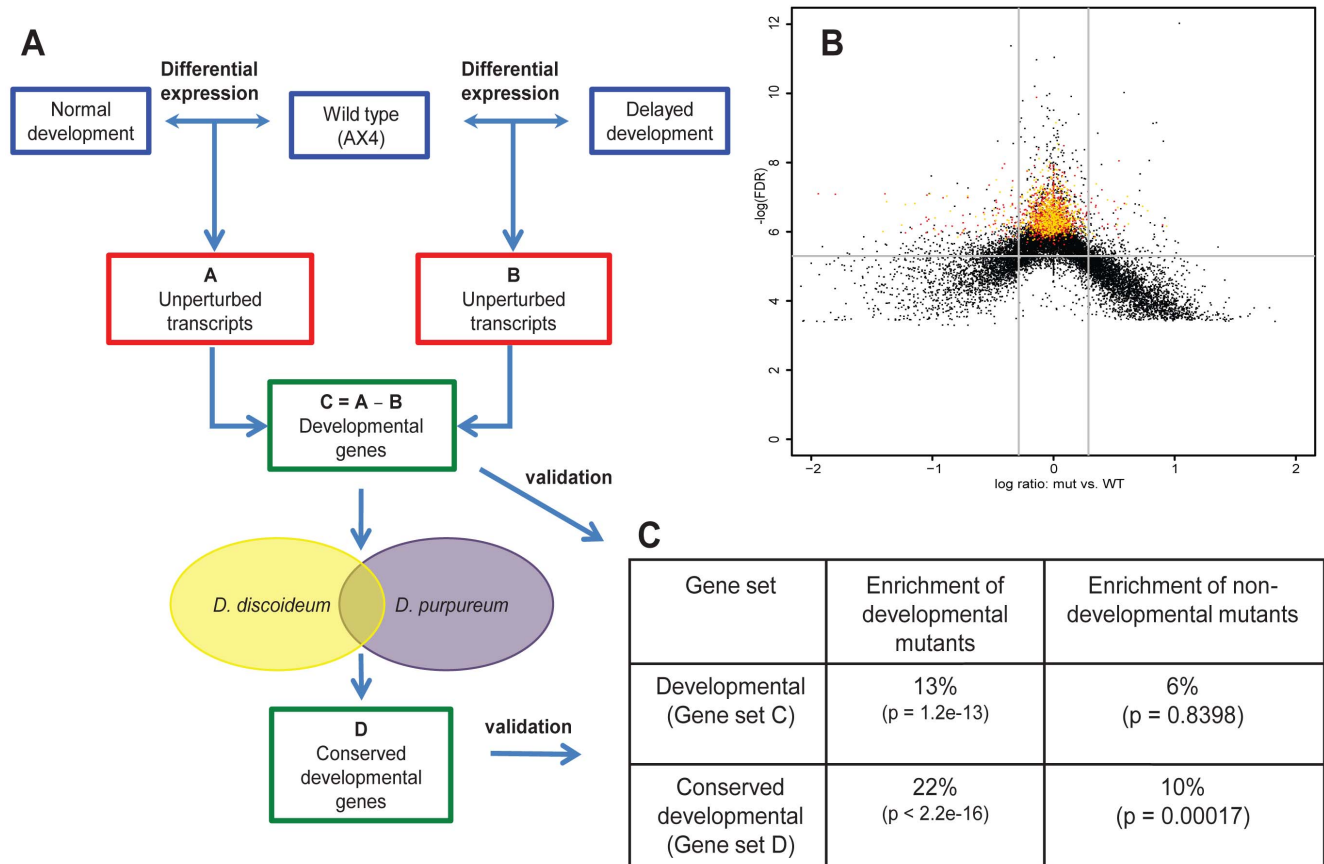 A
Differential
expression
Differential
expression
Normal
development
Wild type
(AX4)
Delayed
development
A
Unperturbed
transcripts
B
Unperturbed
transcripts
C = A – B
Developmental
genes
validation
D. discoideum
D. purpureum
D
Conserved
developmental
genes
validation
B
12
10
8
6
4
2
0
-log(FDR)
−2
−1
0
1
2
log ratio: mut vs. WT
C
Gene set
Enrichment of
developmental
mutants
Enrichment of non-
developmental mutants
Developmental
(Gene set C)
13%
(p = 1.2e-13)
6%
(p = 0.8398)
Conserved
developmental
(Gene set D)
22%
(p < 2.2e-16)
10%
(p = 0.00017)